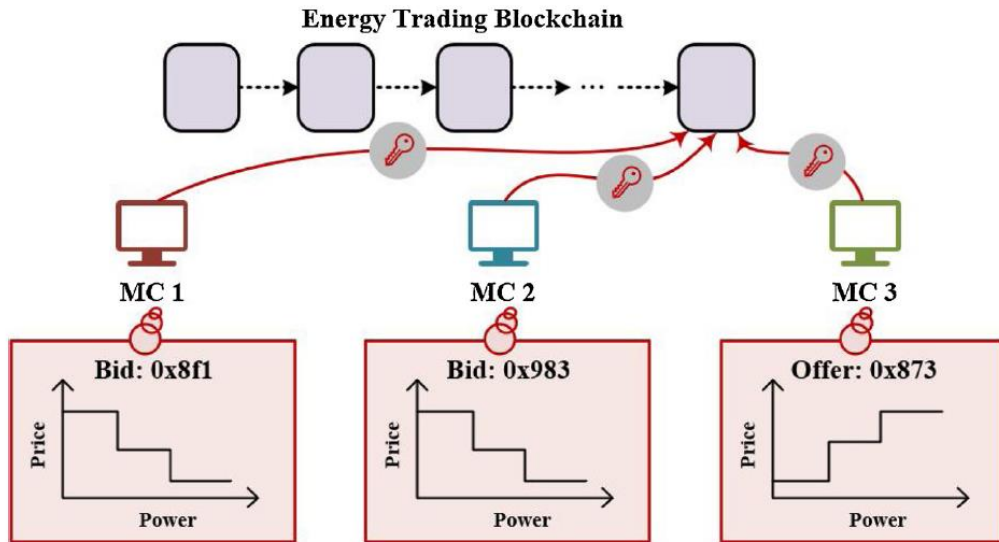 Energy Trading Blockchain
...
MC 1
MC 2
MC 3
Bid: 0x8f1
Price
Power
Bid: 0x983
Price
Power
Offer: 0x873
Price
Power